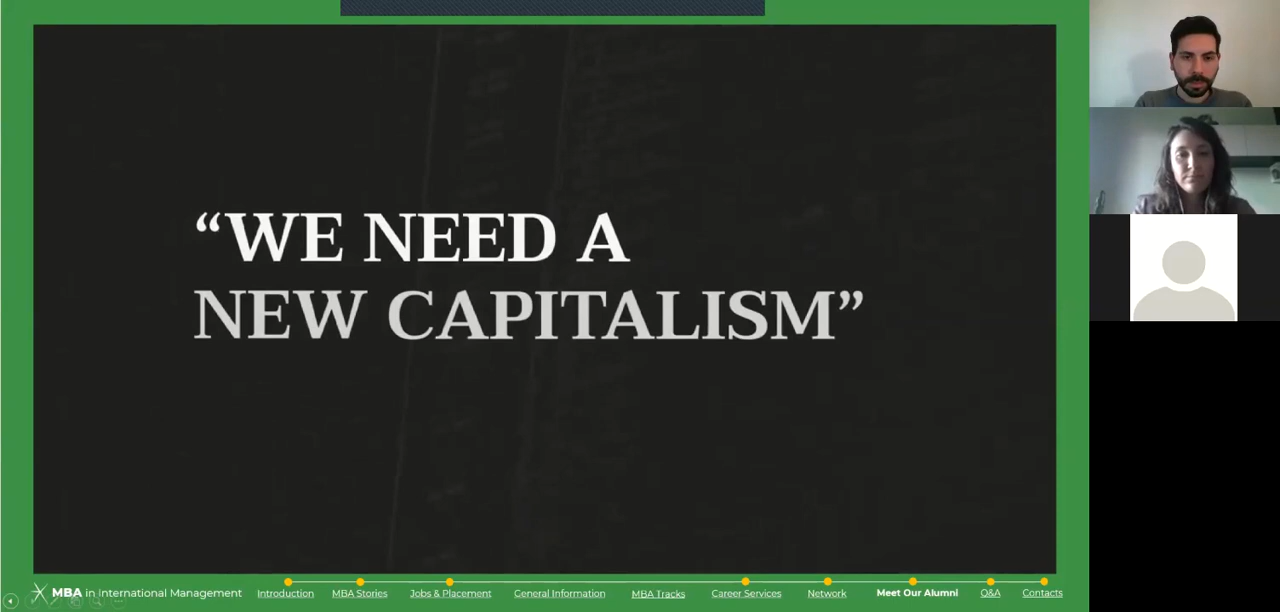 “WE NEED A
NEW CAPITALISM”
MBA in International Management
Introduction
MBA Stories
Jobs & Placement
General Information
MBA Tracks
Career Services
Network
Meet Our Alumni
Q&A
Contacts